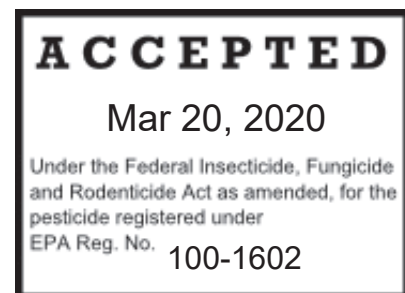 ACCEPTED
Mar 20, 2020
Under the Federal Insecticide, Fungicide
and Rodenticide Act as amended, for the
pesticide registered under
EPA Reg. No. 100-1602